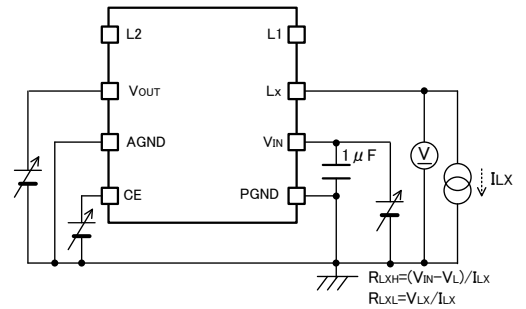 L2 L1
VOUT LX
AGND VIN
1μF
CE PGND
V
ILX
RLXH=(VIN-VL)/ILX
RLXL=VLX/ILX